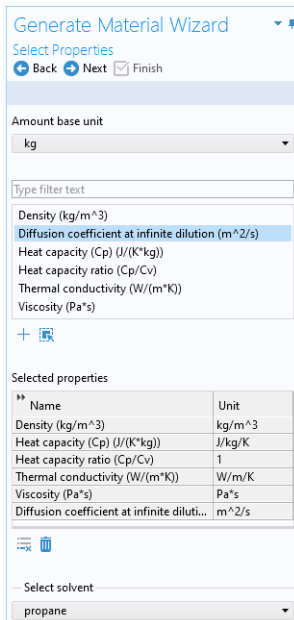 Generate Material Wizard
Select Properties
Back Next Finish
Amount base unit
kg
Type filter text
Density (kg/m^3)
Diffusion coefficient at infinite dilution (m^2/s)
Heat capacity (Cp) (J/(K*kg))
Heat capacity ratio (Cp/Cv)
Thermal conductivity (W/(m*K))
Viscosity (Pa*s)
Selected properties
Name Unit
Density (kg/m^3) kg/m^3
Heat capacity (Cp) (J/(K*kg)) J/kg/K
Heat capacity ratio (Cp/Cv) 1
Thermal conductivity (W/(m*K)) W/m/K
Viscosity (Pa*s) Pa*s
Diffusion coefficient at infinite diluti... m^2/s
Select solvent
propane